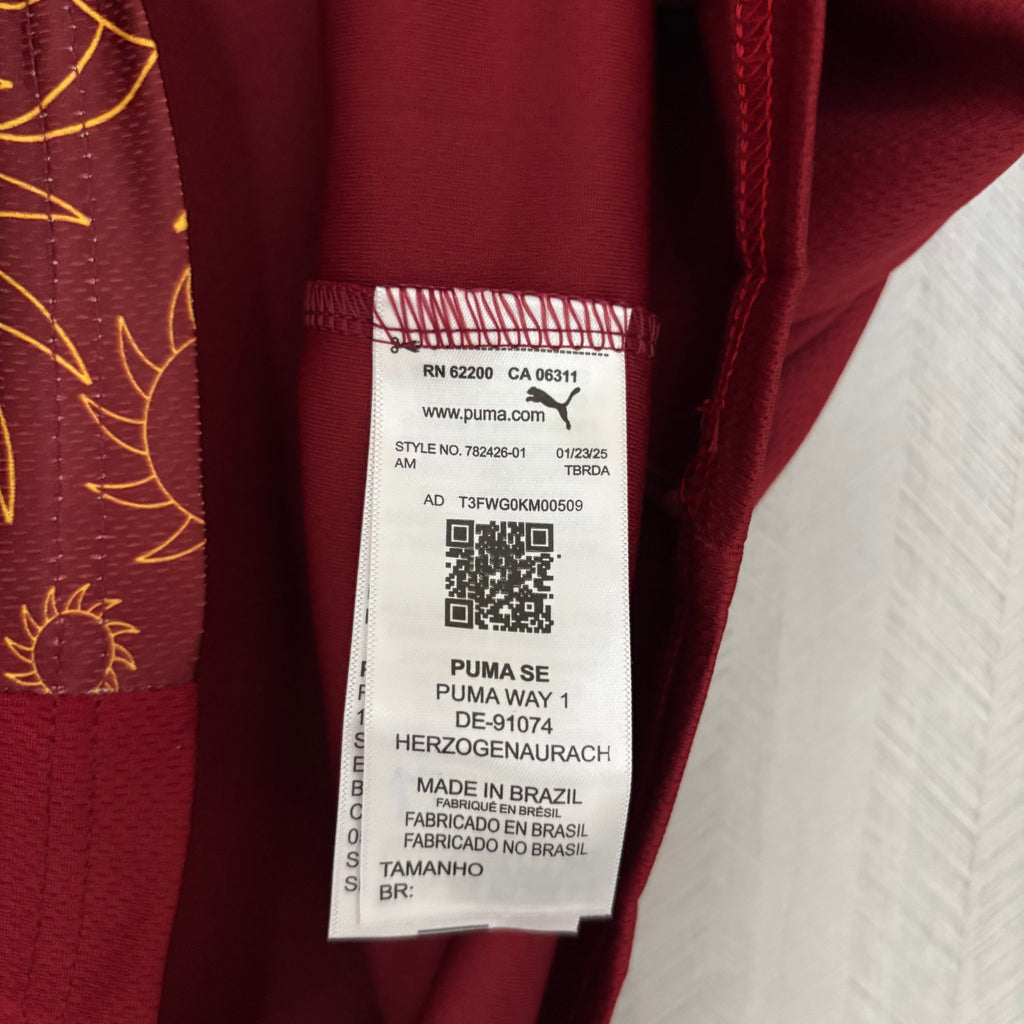 RN 62200 CA 06311
www.puma.com
STYLE NO. 782426-01 01/23/25
AM TBRDA
AD T3FWG0KM00509
PUMA SE
PUMA WAY 1
DE-91074
HERZOGENAURACH
MADE IN BRAZIL
FABRIQUÉ EN BRÉSIL
FABRICADO EN BRASIL
FABRICADO NO BRASIL
TAMANHO
BR: